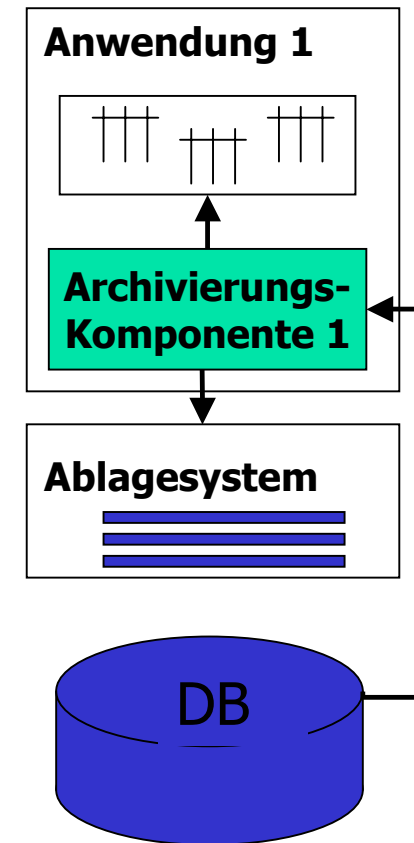 Anwendung 1
Archivierungs-
Komponente 1
Ablagesystem
DB